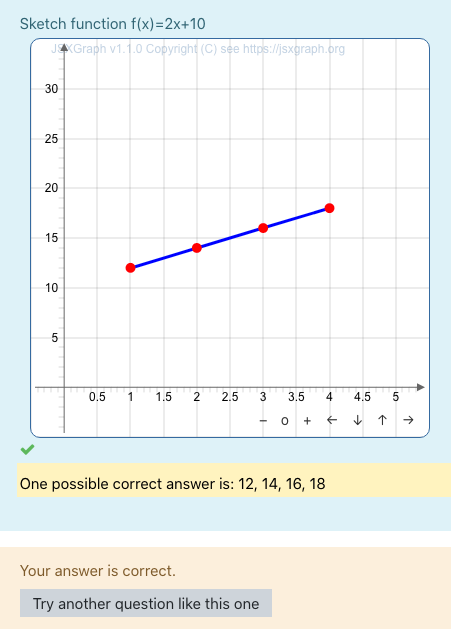 Sketch function f(x)=2x+10
JSXGraph v1.1.0 Copyright (C) see https://jsxgraph.org
30
25
20
15
10
5
0.5 1 1.5 2 2.5 3 3.5 4 4.5 5
− o + ← ↓ ↑ →
One possible correct answer is: 12, 14, 16, 18
Your answer is correct.
Try another question like this one